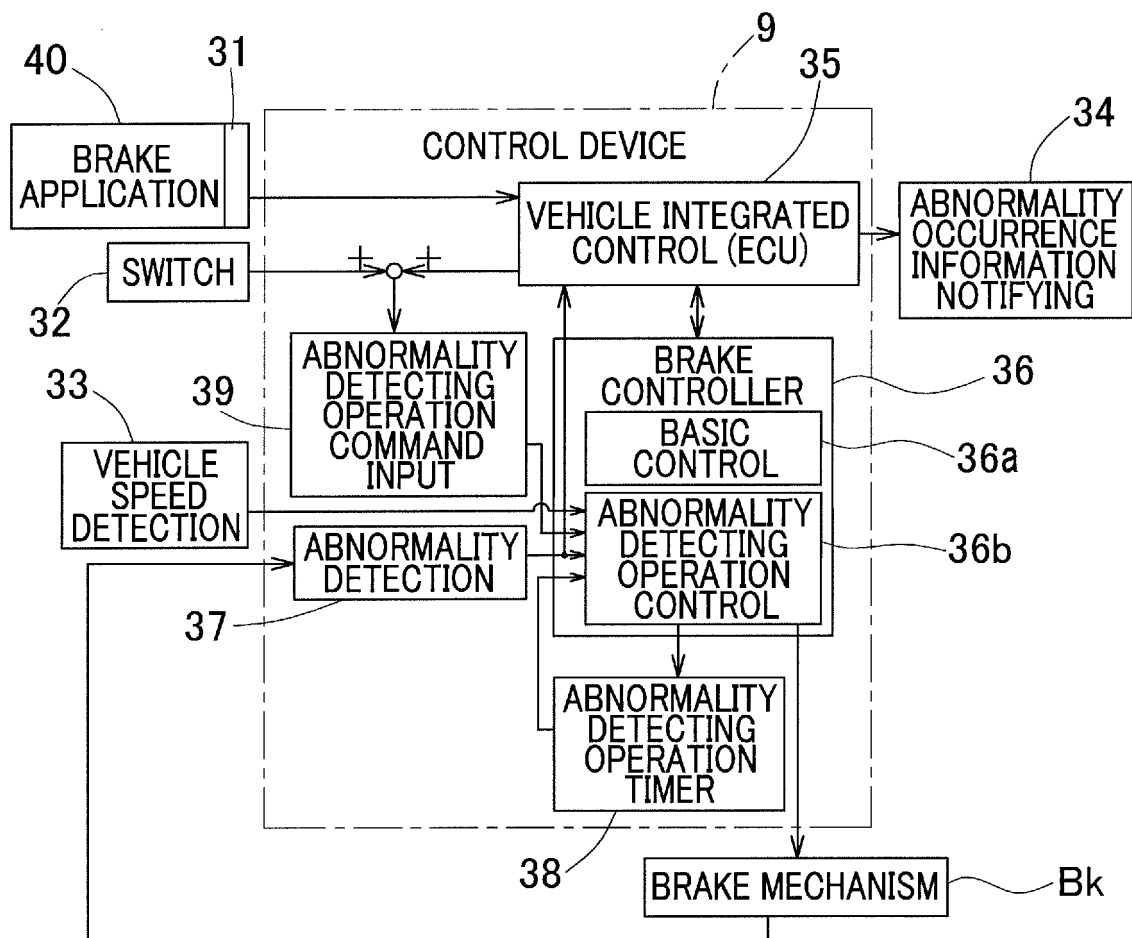 9
40
31
35
34
BRAKE
APPLICATION
CONTROL DEVICE
VEHICLE INTEGRATED
CONTROL (ECU)
ABNORMALITY
OCCURRENCE
INFORMATION
NOTIFYING
SWITCH
+ +
32
ABNORMALITY
DETECTING
OPERATION
COMMAND
INPUT
39
BRAKE
CONTROLLER
36
BASIC
CONTROL
36a
33
VEHICLE
SPEED
DETECTION
ABNORMALITY
DETECTING
OPERATION
CONTROL
36b
ABNORMALITY
DETECTION
37
ABNORMALITY
DETECTING
OPERATION
TIMER
38
BRAKE MECHANISM
Bk